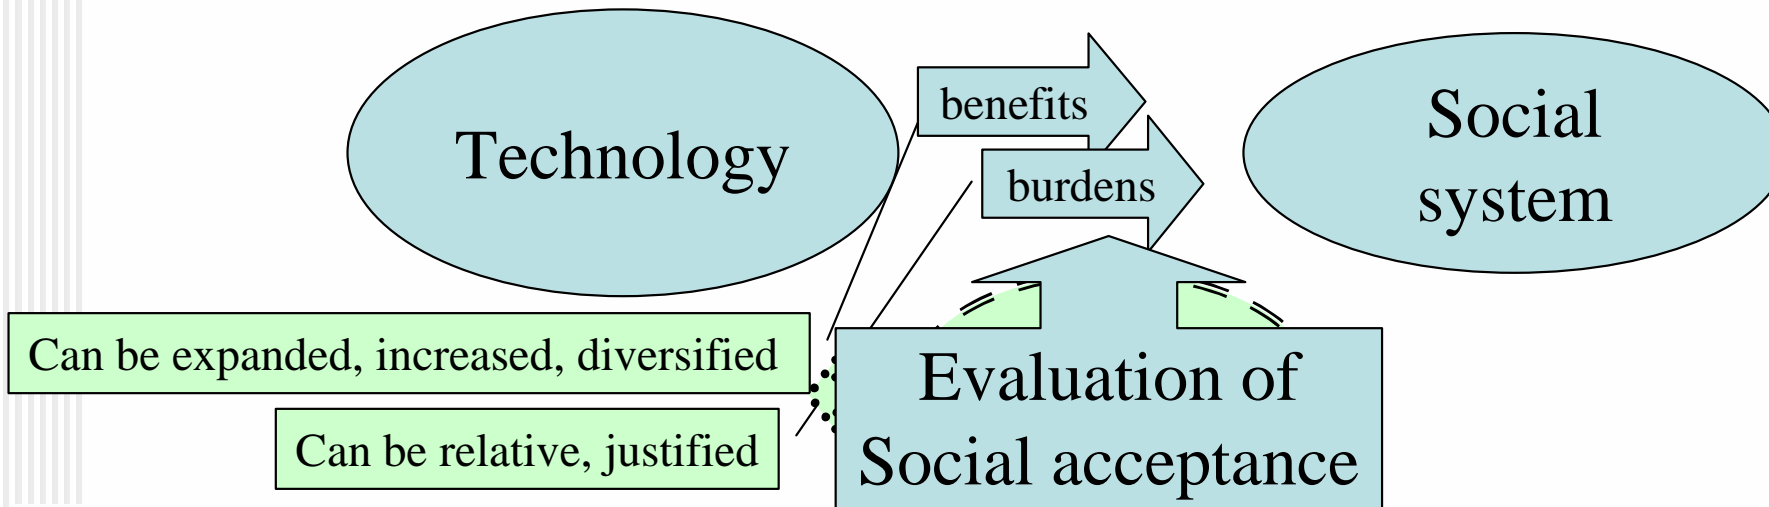 Technology
benefits
burdens
Social
system
Can be expanded, increased, diversified
Can be relative, justified
Evaluation of
Social acceptance